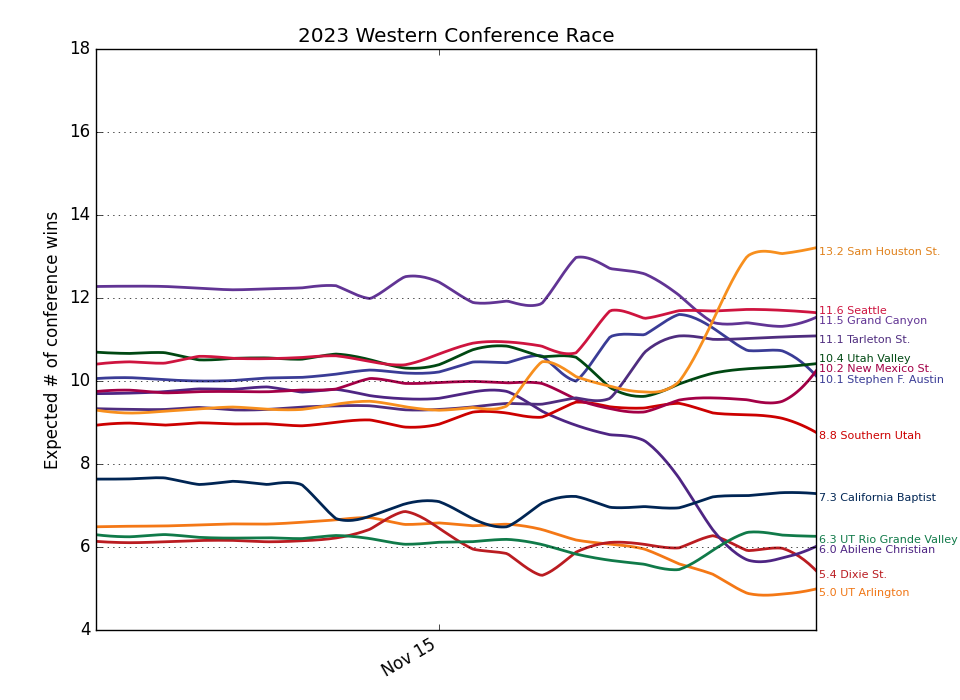 2023 Western Conference Race
Expected # of conference wins
18
16
14
12
10
8
6
4
Nov 15
13.2 Sam Houston St.
11.6 Seattle
11.5 Grand Canyon
11.1 Tarleton St.
10.4 Utah Valley
10.2 New Mexico St.
10.1 Stephen F. Austin
8.8 Southern Utah
7.3 California Baptist
6.3 UT Rio Grande Valley
6.0 Abilene Christian
5.4 Dixie St.
5.0 UT Arlington